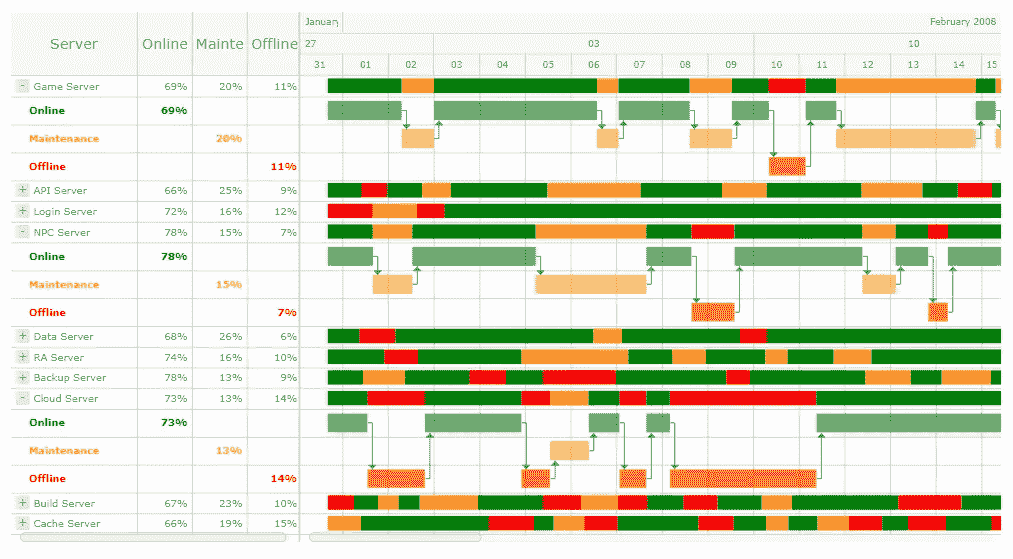 January February 2006
Server Online Mainte Offline 27 03 10
31 01 02 03 04 05 06 07 08 09 10 11 13 14 15
Game Server 69% 20% 11%
Online 69%
Maintenance 20%
Offline 11%
API Server 66% 25% 9%
Login Server 72% 16% 12%
NPC Server 78% 15% 7%
Online 78%
Maintenance 15%
Offline 7%
Data Server 68% 26% 6%
RA Server 74% 16% 10%
Backup Server 78% 13% 9%
Cloud Server 73% 13% 14%
Online 73%
Maintenance 13%
Offline 14%
Build Server 67% 23% 10%
Cache Server 66% 19% 15%